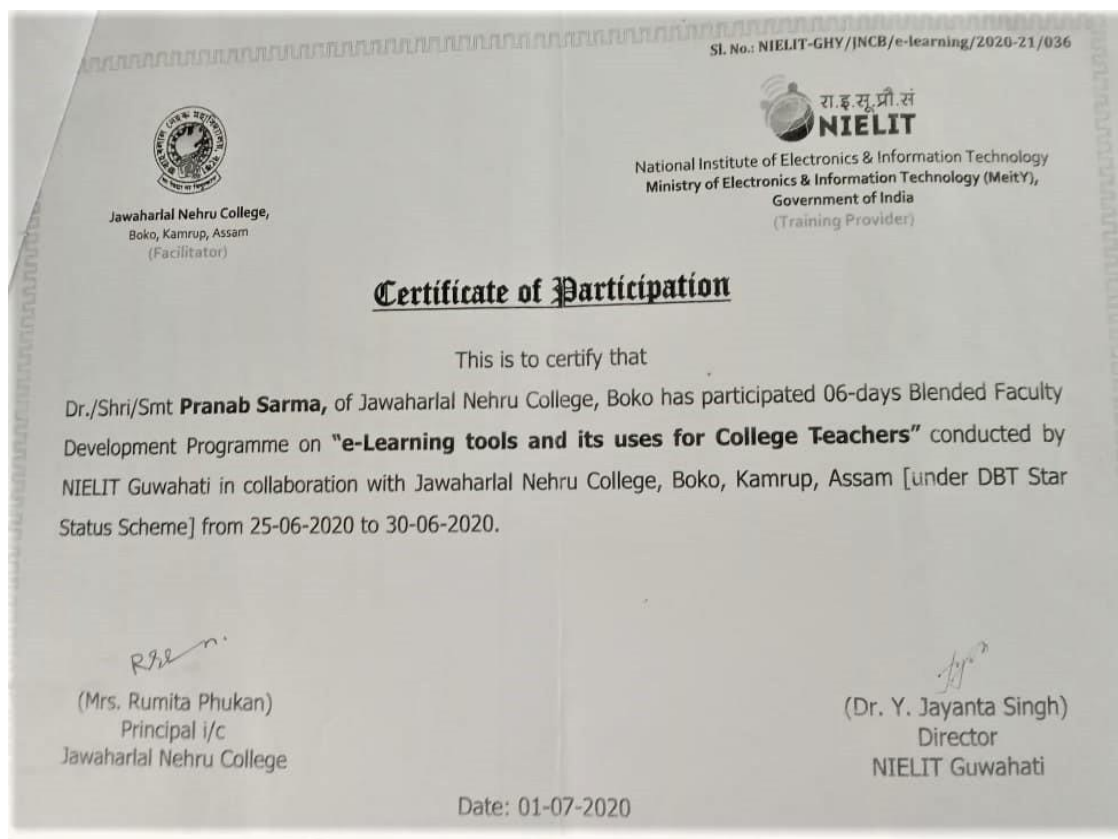 Sl. No.: NIELIT-GHY/JNCB/e-learning/2020-21/036
रा.इ.सू.प्रौ.सं
NIELIT
National Institute of Electronics & Information Technology
Ministry of Electronics & Information Technology (MeitY),
Government of India
(Training Provider)
Jawaharlal Nehru College,
Boko, Kamrup, Assam
(Facilitator)
Certificate of Participation
This is to certify that
Dr./Shri/Smt Pranab Sarma, of Jawaharlal Nehru College, Boko has participated 06-days Blended Faculty
Development Programme on "e-Learning tools and its uses for College Teachers" conducted by
NIELIT Guwahati in collaboration with Jawaharlal Nehru College, Boko, Kamrup, Assam [under DBT Star
Status Scheme] from 25-06-2020 to 30-06-2020.
(Mrs. Rumita Phukan)
Principal i/c
Jawaharlal Nehru College
(Dr. Y. Jayanta Singh)
Director
NIELIT Guwahati
Date: 01-07-2020